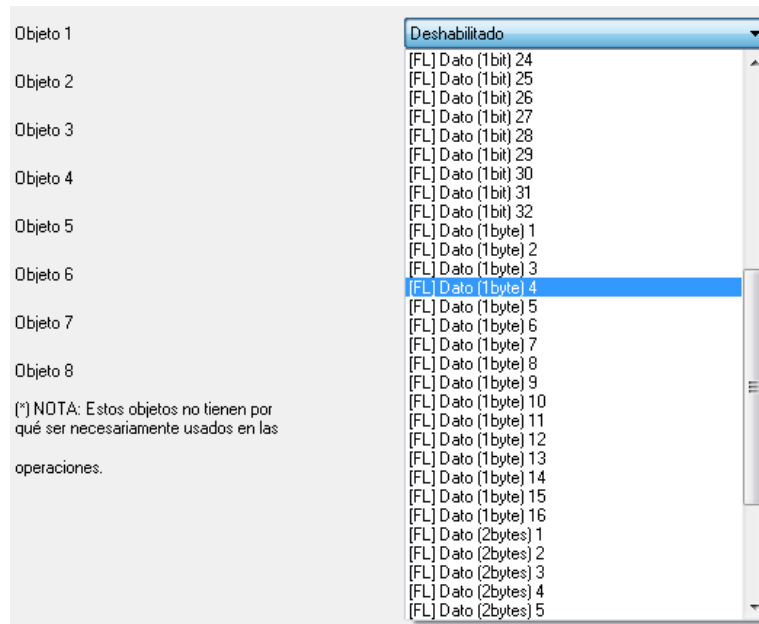 Objeto 1
Objeto 2
Objeto 3
Objeto 4
Objeto 5
Objeto 6
Objeto 7
Objeto 8
(*) NOTA: Estos objetos no tienen por
qué ser necesariamente usados en las
operaciones.
Deshabilitado
[FL] Dato (1bit) 24
[FL] Dato (1bit) 25
[FL] Dato (1bit) 26
[FL] Dato (1bit) 27
[FL] Dato (1bit) 28
[FL] Dato (1bit) 29
[FL] Dato (1bit) 30
[FL] Dato (1bit) 31
[FL] Dato (1bit) 32
[FL] Dato (1byte) 1
[FL] Dato (1byte) 2
[FL] Dato (1byte) 3
[FL] Dato (1byte) 4
[FL] Dato (1byte) 5
[FL] Dato (1byte) 6
[FL] Dato (1byte) 7
[FL] Dato (1byte) 8
[FL] Dato (1byte) 9
[FL] Dato (1byte) 10
[FL] Dato (1byte) 11
[FL] Dato (1byte) 12
[FL] Dato (1byte) 13
[FL] Dato (1byte) 14
[FL] Dato (1byte) 15
[FL] Dato (1byte) 16
[FL] Dato (2bytes) 1
[FL] Dato (2bytes) 2
[FL] Dato (2bytes) 3
[FL] Dato (2bytes) 4
[FL] Dato (2bytes) 5